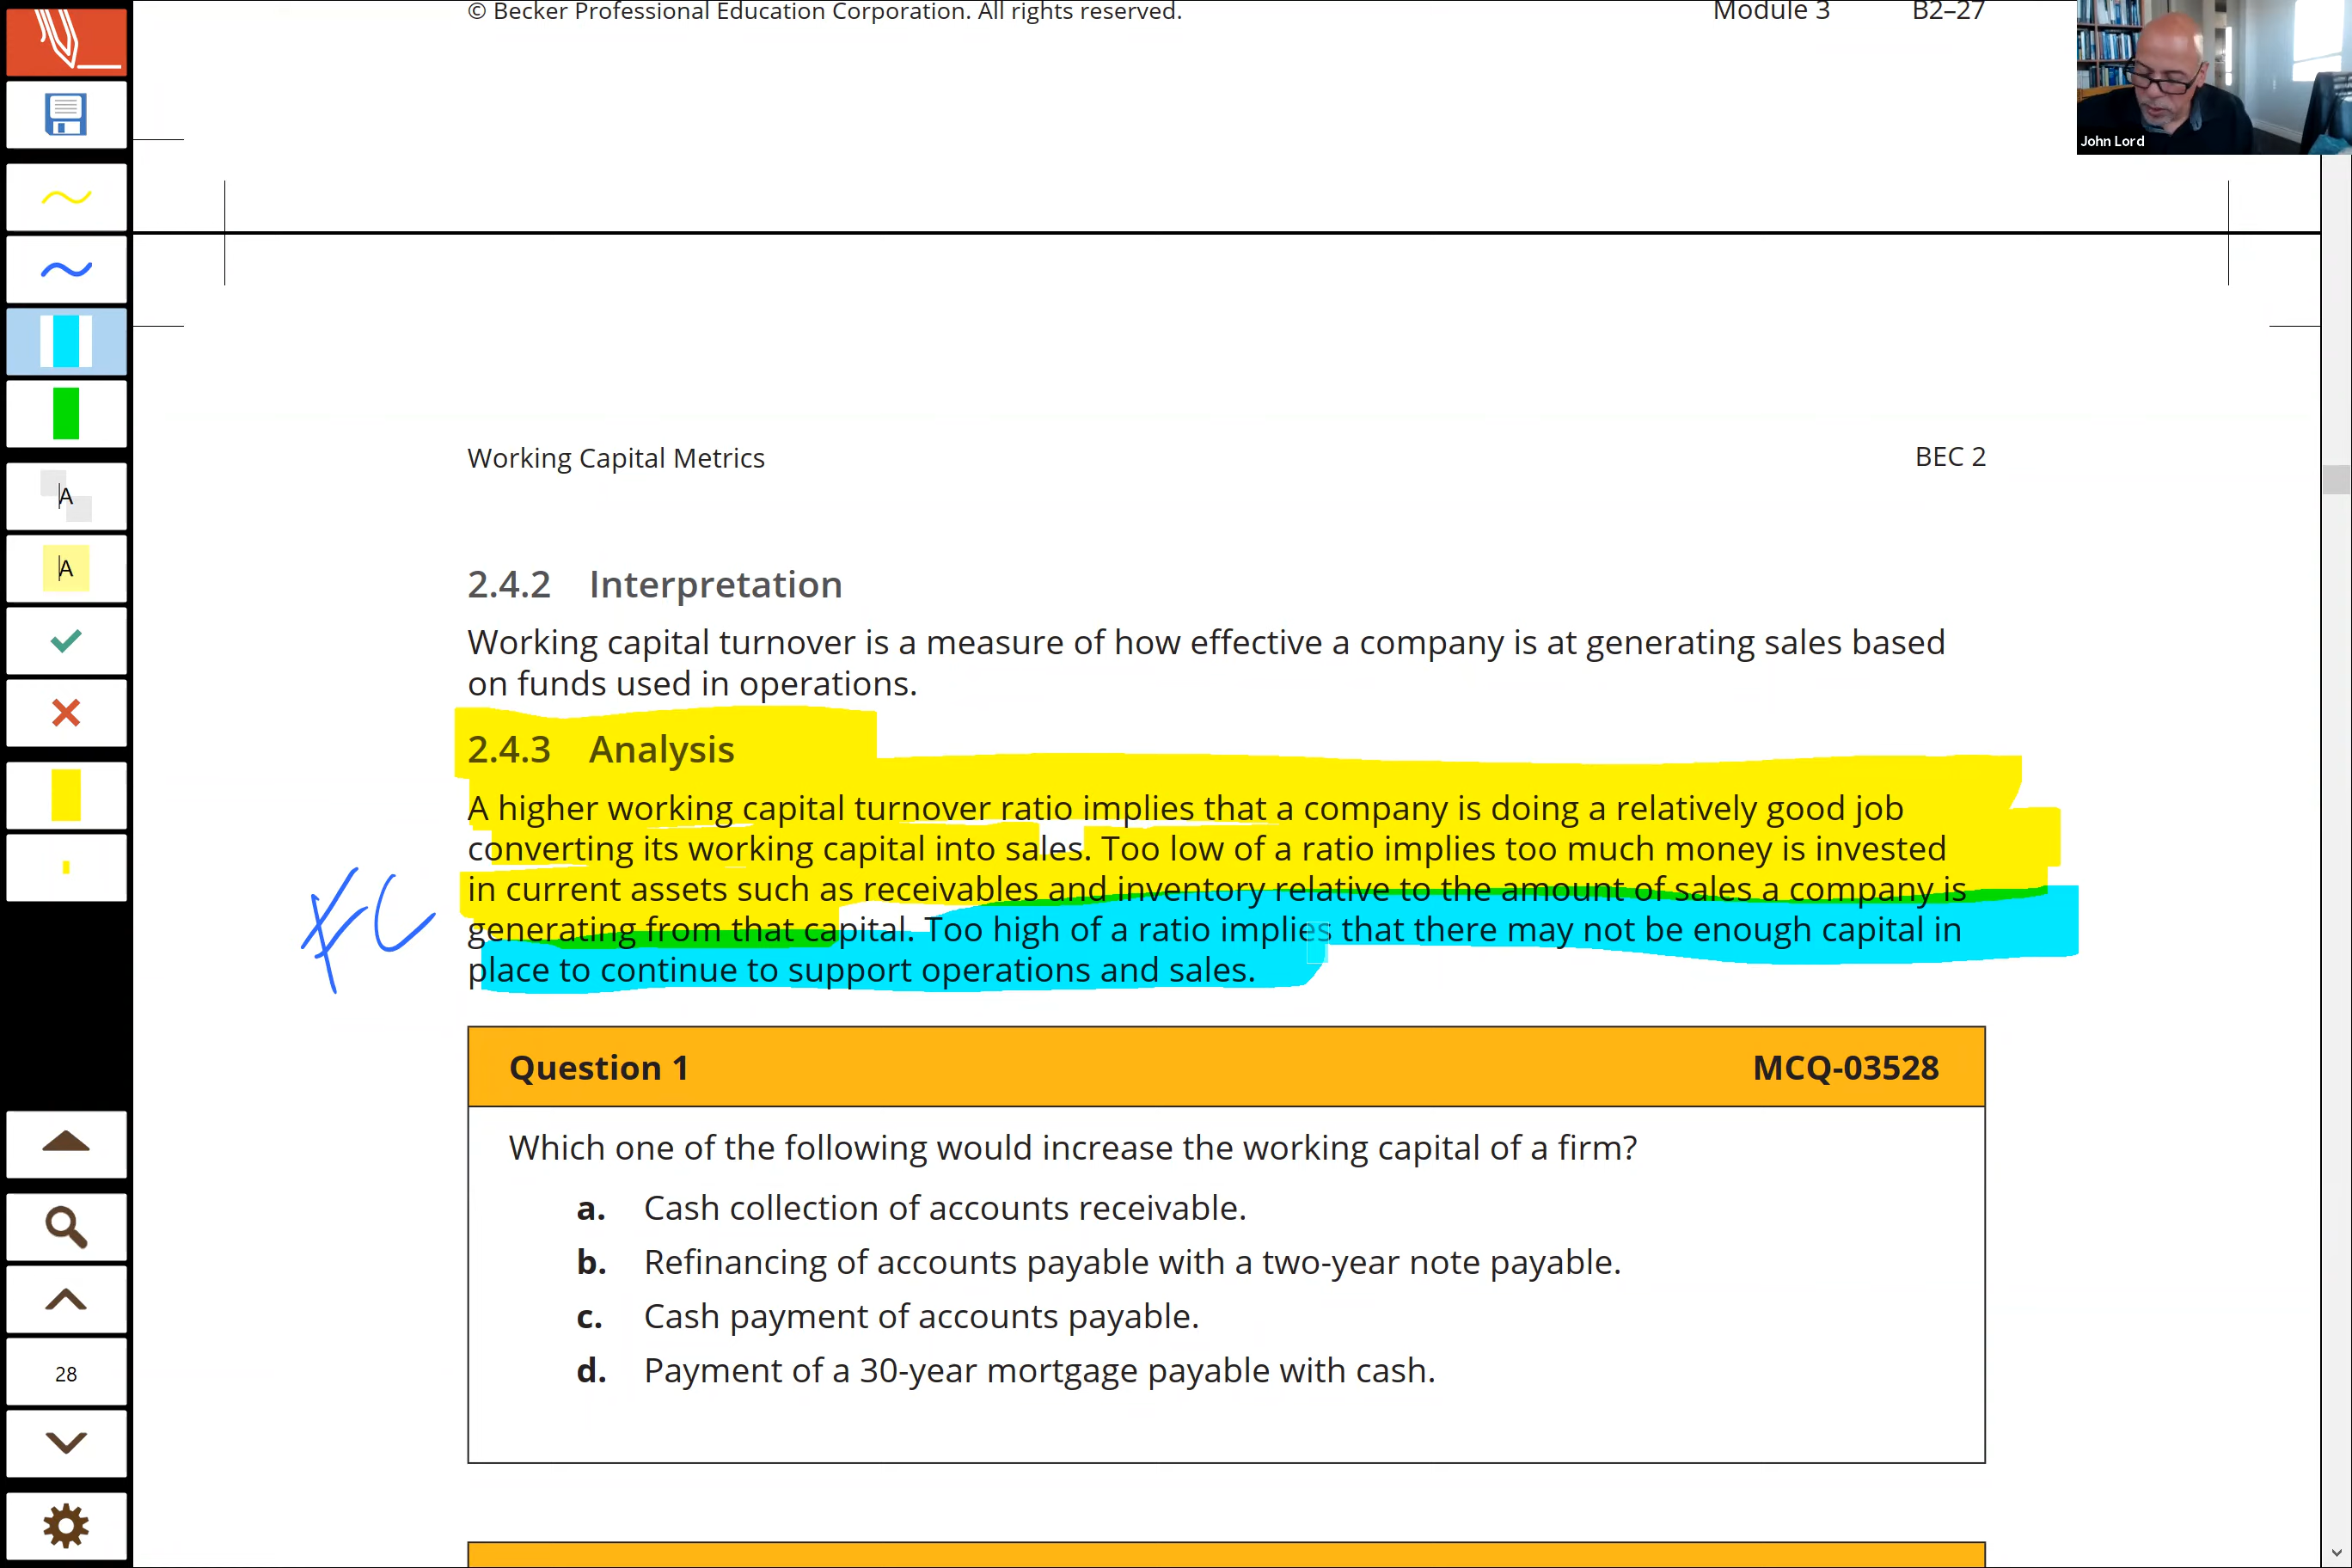 © Becker Professional Education Corporation. All rights reserved. Module 3 B2–27
John Lord
Working Capital Metrics BEC 2
2.4.2 Interpretation
Working capital turnover is a measure of how effective a company is at generating sales based
on funds used in operations.
2.4.3 Analysis
A higher working capital turnover ratio implies that a company is doing a relatively good job
converting its working capital into sales. Too low of a ratio implies too much money is invested
in current assets such as receivables and inventory relative to the amount of sales a company is
generating from that capital. Too high of a ratio implies that there may not be enough capital in
place to continue to support operations and sales.
Question 1 MCQ-03528
Which one of the following would increase the working capital of a firm?
a. Cash collection of accounts receivable.
b. Refinancing of accounts payable with a two-year note payable.
c. Cash payment of accounts payable.
d. Payment of a 30-year mortgage payable with cash.
A
A
28